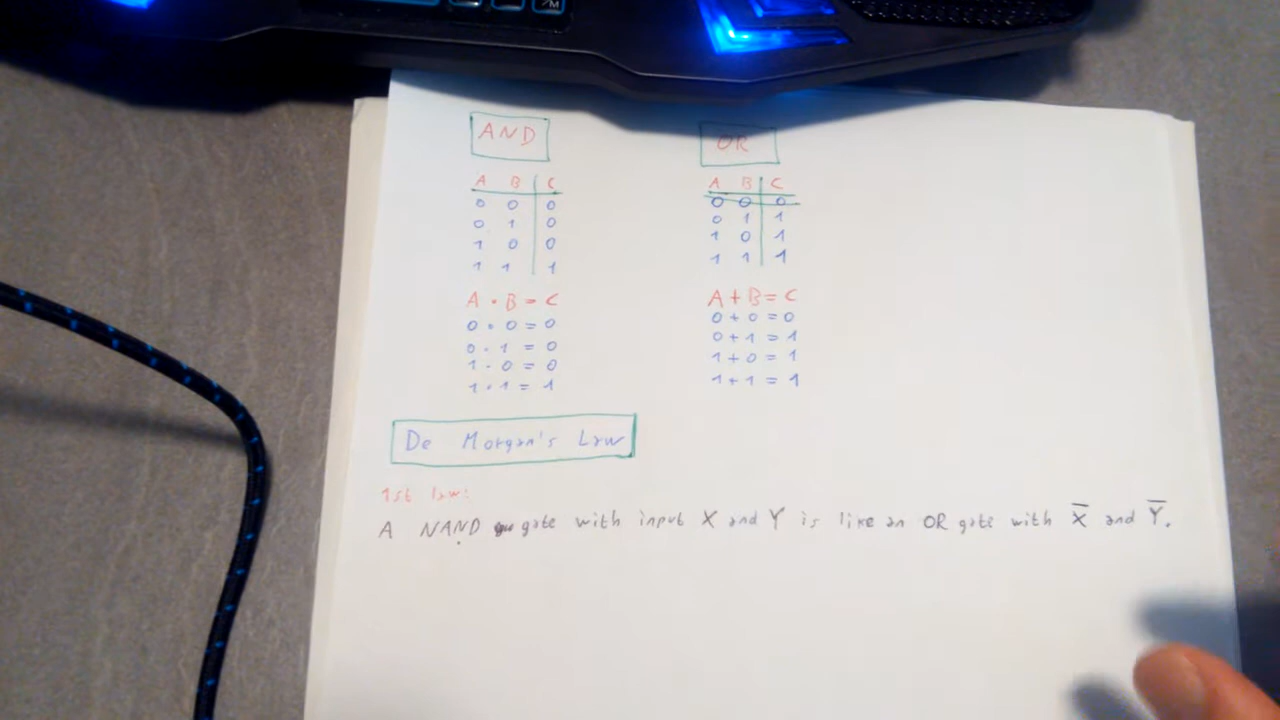 AND
A B C
0 0 0
0 1 0
1 0 0
1 1 1
A · B = C
0 · 0 = 0
0 · 1 = 0
1 · 0 = 0
1 · 1 = 1
OR
A B C
0 0 0
0 1 1
1 0 1
1 1 1
A + B = C
0 + 0 = 0
0 + 1 = 1
1 + 0 = 1
1 + 1 = 1
De Morgan's Law
1st law:
A NAND gate with input X and Y is like an OR gate with X̅ and Y̅.